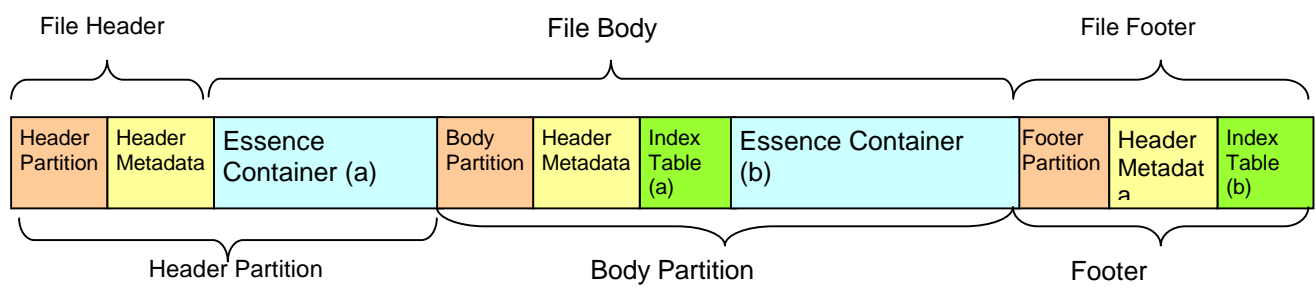 File Header
File Body
File Footer
Header
Partition
Header
Metadata
Essence
Container (a)
Body
Partition
Header
Metadata
Index
Table
(a)
Essence Container
(b)
Footer
Partition
Header
Metadat
a
Index
Table
(b)
Header Partition
Body Partition
Footer